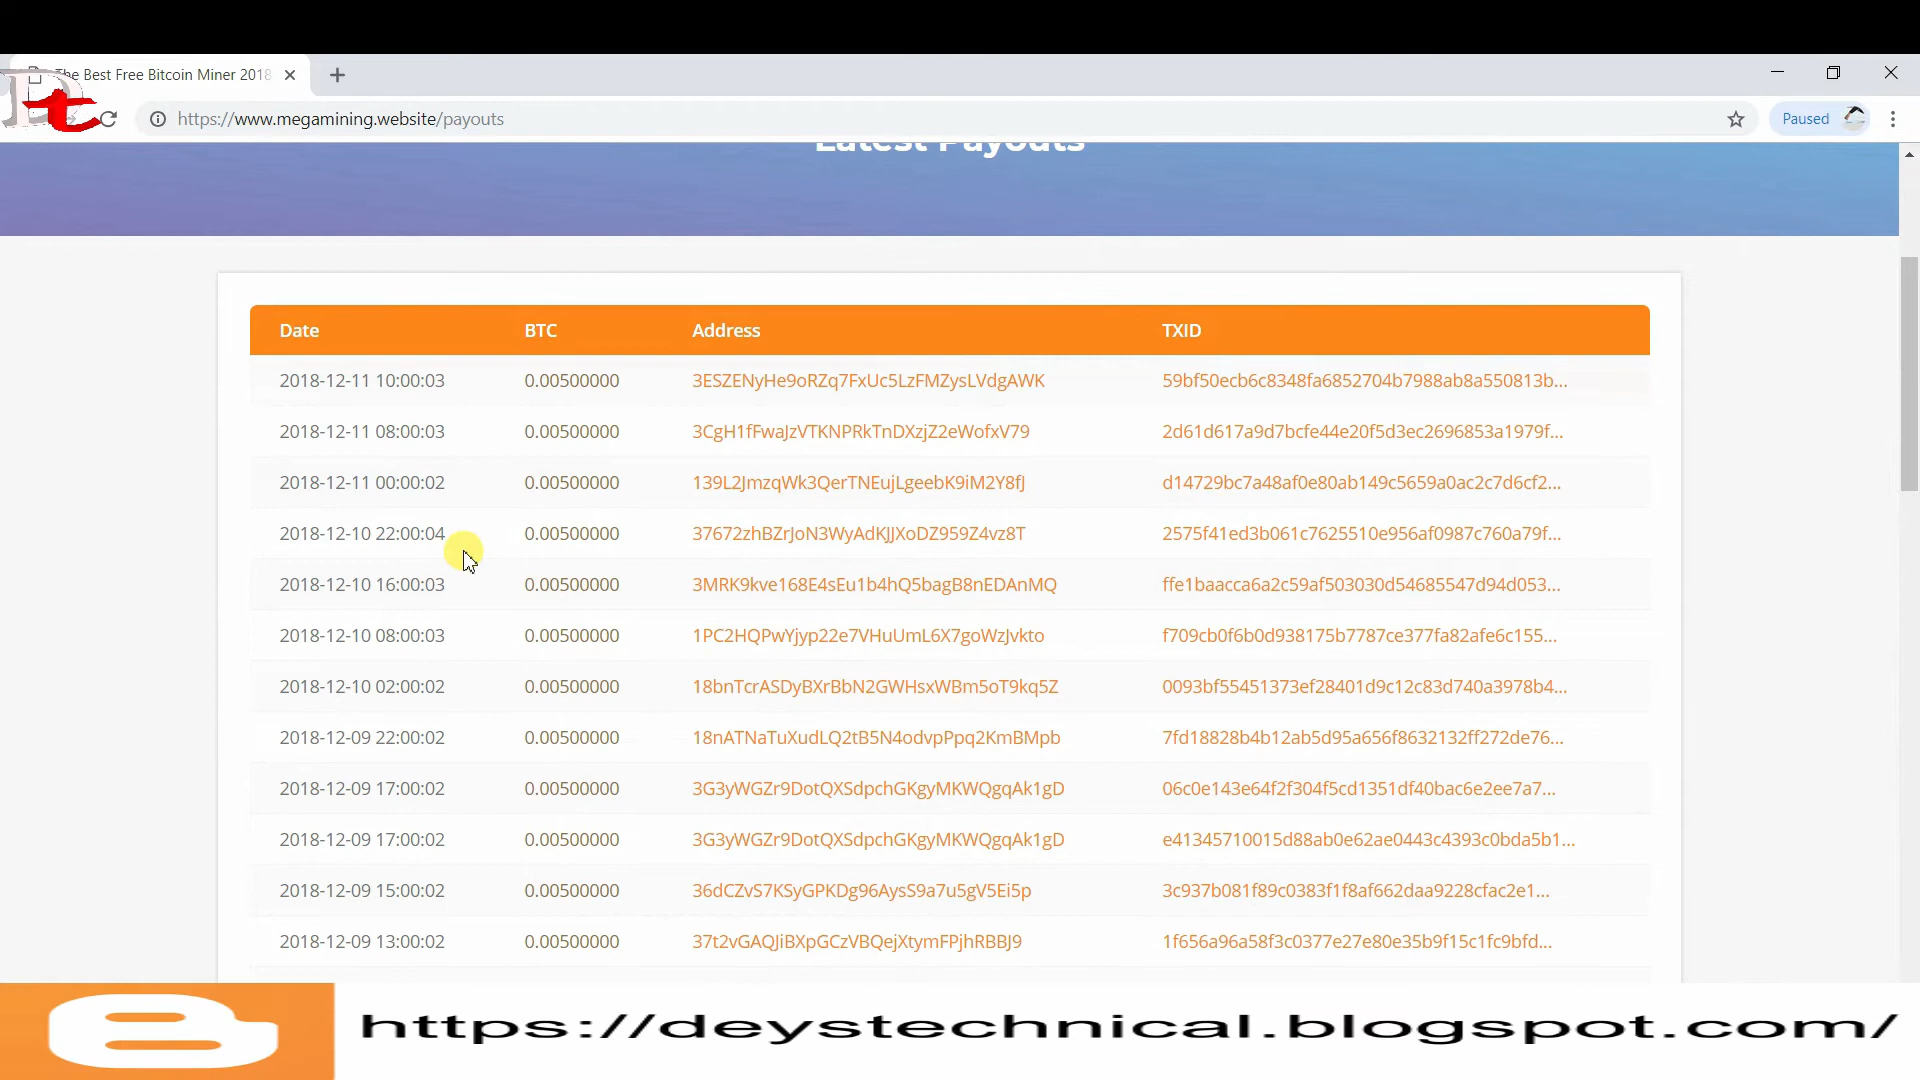 The Best Free Bitcoin Miner 2018
https://www.megamining.website/payouts
Paused
Latest Payouts
Date BTC Address TXID
2018-12-11 10:00:03 0.00500000 3ESZENyHe9oRZq7FxUc5LzFMZysLVdgAWK 59bf50ecb6c8348fa6852704b7988ab8a550813b...
2018-12-11 08:00:03 0.00500000 3CgH1fFwaJzVTKNPRkTnDXzjZ2eWofxV79 2d61d617a9d7bcfe44e20f5d3ec2696853a1979f...
2018-12-11 00:00:02 0.00500000 139L2JmzqWk3QerTNEujLgeebK9iM2Y8fJ d14729bc7a48af0e80ab149c5659a0ac2c7d6cf2...
2018-12-10 22:00:04 0.00500000 37672zhBZrJoN3WyAdKJJXoDZ959Z4vz8T 2575f41ed3b061c7625510e956af0987c760a79f...
2018-12-10 16:00:03 0.00500000 3MRK9kve168E4sEu1b4hQ5bagB8nEDAnMQ ffe1baacca6a2c59af503030d54685547d94d053...
2018-12-10 08:00:03 0.00500000 1PC2HQPwYjyp22e7VHuUmL6X7goWzJvkto f709cb0f6b0d938175b7787ce377fa82afe6c155...
2018-12-10 02:00:02 0.00500000 18bnTcrASDyBXrBbN2GWHsxWBm5oT9kq5Z 0093bf55451373ef28401d9c12c83d740a3978b4...
2018-12-09 22:00:02 0.00500000 18nATNaTuXudLQ2tB5N4odvpPpq2KmBMpb 7fd18828b4b12ab5d95a656f8632132ff272de76...
2018-12-09 17:00:02 0.00500000 3G3yWGZr9DotQXSdpchGKgyMKWQgqAk1gD 06c0e143e64f2f304f5cd1351df40bac6e2ee7a7...
2018-12-09 17:00:02 0.00500000 3G3yWGZr9DotQXSdpchGKgyMKWQgqAk1gD e41345710015d88ab0e62ae0443c4393c0bda5b1...
2018-12-09 15:00:02 0.00500000 36dCZvS7KSyGPKDg96AysS9a7u5gV5Ei5p 3c937b081f89c0383f1f8af662daa9228cfac2e1...
2018-12-09 13:00:02 0.00500000 37t2vGAQJiBXpGCzVBQejXtymFPjhRBBJ9 1f656a96a58f3c0377e27e80e35b9f15c1fc9bfd...
https://deystechnical.blogspot.com/